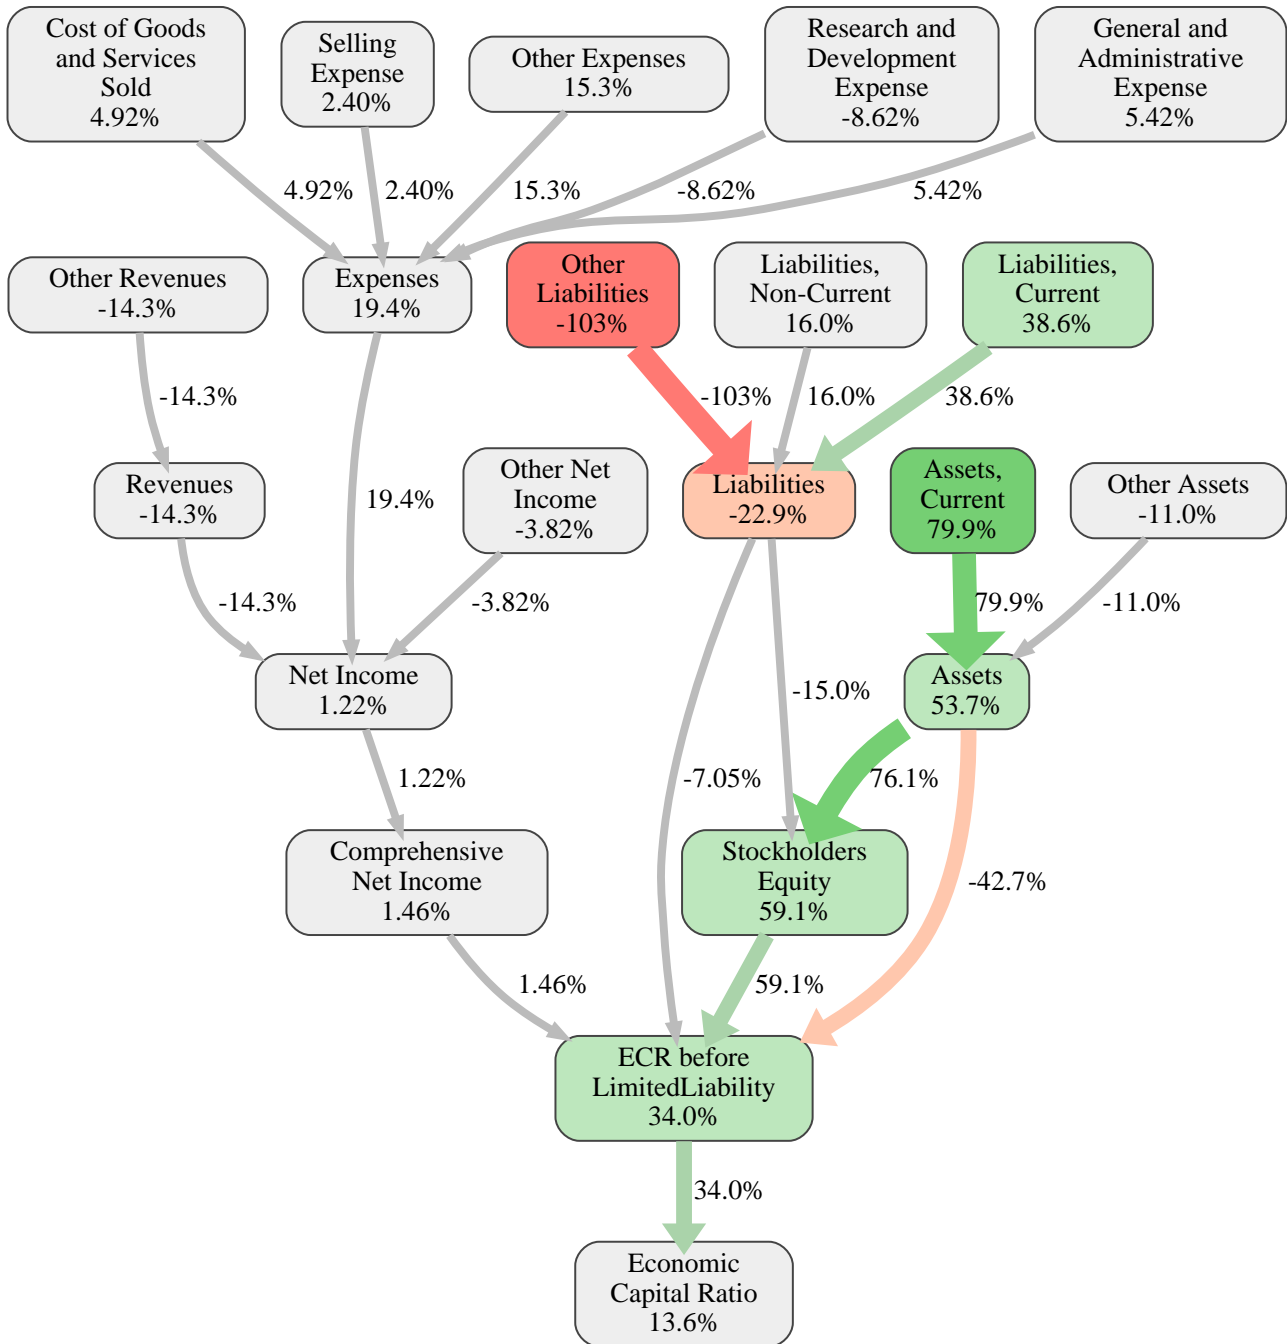 Cost of Goods
and Services
Sold
4.92%
Selling
Expense
2.40%
Other Expenses
15.3%
Research and
Development
Expense
-8.62%
General and
Administrative
Expense
5.42%
4.92%
2.40%
15.3%
-8.62%
5.42%
Other Revenues
-14.3%
Expenses
19.4%
Other
Liabilities
-103%
Liabilities,
Non-Current
16.0%
Liabilities,
Current
38.6%
-14.3%
-103%
16.0%
38.6%
Revenues
-14.3%
19.4%
Other Net
Income
-3.82%
Liabilities
-22.9%
Assets,
Current
79.9%
Other Assets
-11.0%
-14.3%
-3.82%
79.9%
-11.0%
Net Income
1.22%
-15.0%
Assets
53.7%
1.22%
-7.05%
76.1%
Comprehensive
Net Income
1.46%
Stockholders
Equity
59.1%
-42.7%
1.46%
59.1%
ECR before
LimitedLiability
34.0%
34.0%
Economic
Capital Ratio
13.6%